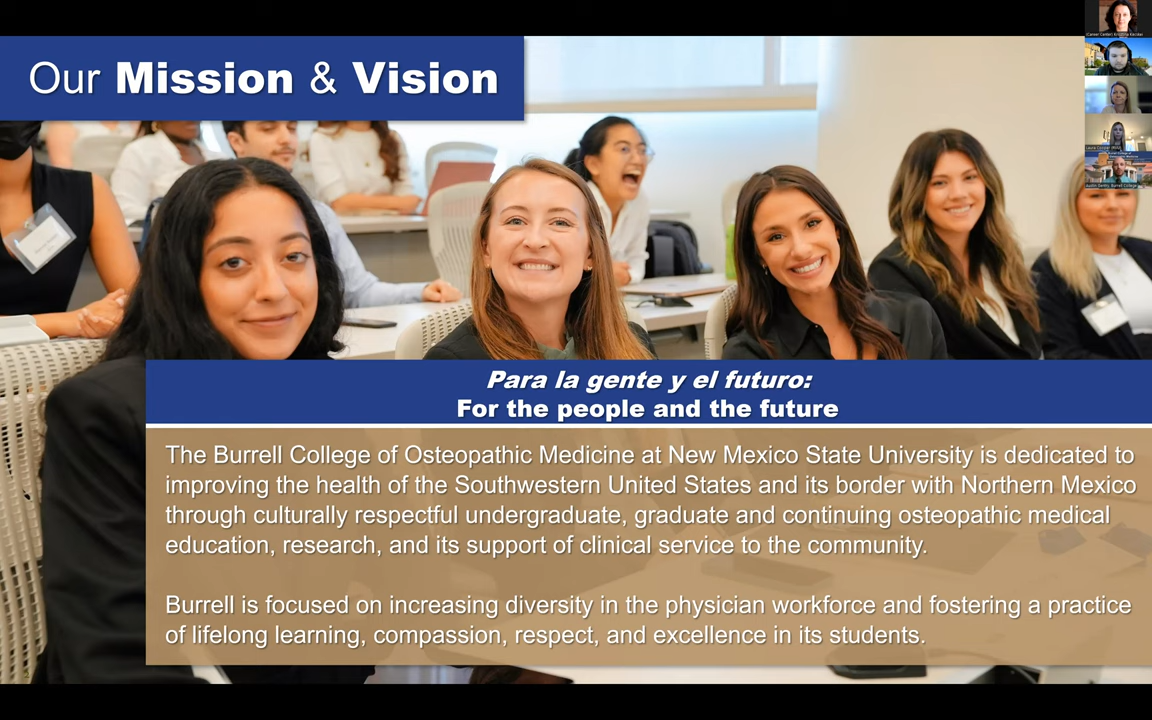 Our Mission & Vision
Para la gente y el futuro:
For the people and the future
The Burrell College of Osteopathic Medicine at New Mexico State University is dedicated to
improving the health of the Southwestern United States and its border with Northern Mexico
through culturally respectful undergraduate, graduate and continuing osteopathic medical
education, research, and its support of clinical service to the community.
Burrell is focused on increasing diversity in the physician workforce and fostering a practice
of lifelong learning, compassion, respect, and excellence in its students.